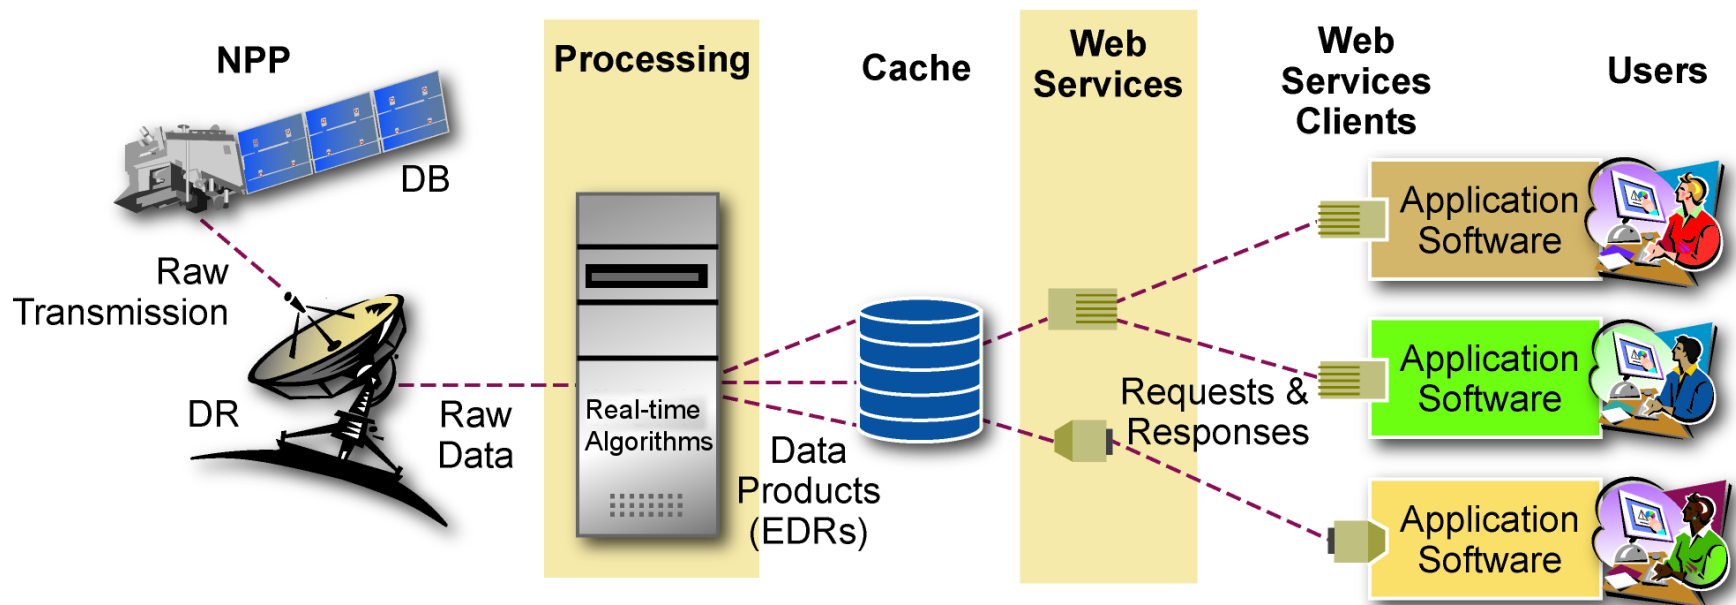 NPP
DB
Raw
Transmission
DR
Raw
Data
Processing
Real-time
Algorithms
Data
Products
(EDRs)
Cache
Web
Services
Requests &
Responses
Web
Services
Clients
Users
Application
Software
Application
Software
Application
Software